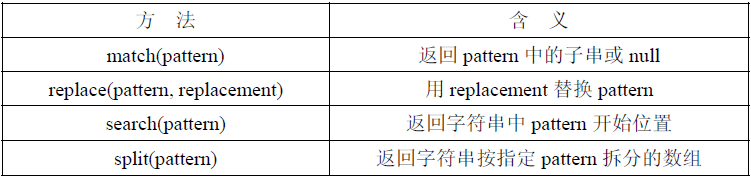 方 法 含 义
match(pattern) 返回 pattern 中的子串或 null
replace(pattern, replacement) 用 replacement 替换 pattern
search(pattern) 返回字符串中 pattern 开始位置
split(pattern) 返回字符串按指定 pattern 拆分的数组